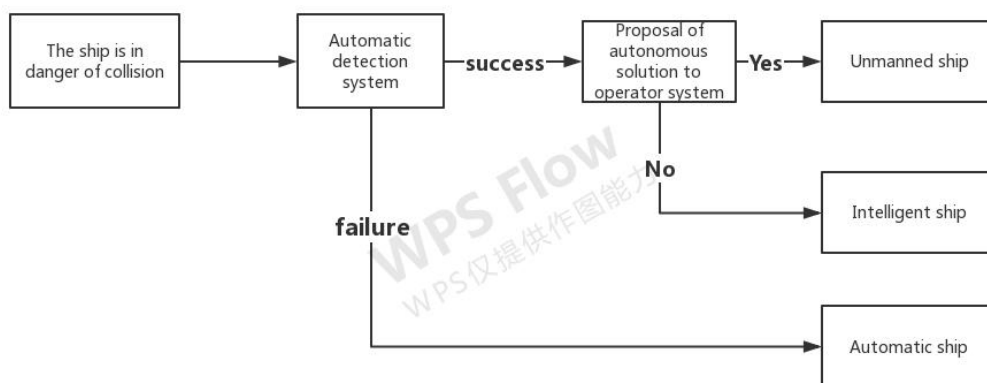 The ship is in
danger of collision
Automatic
detection
system
success
Proposal of
autonomous
solution to
operator system
Yes
Unmanned ship
No
Intelligent ship
failure
Automatic ship
WPS Flow
WPS仅提供作图能力